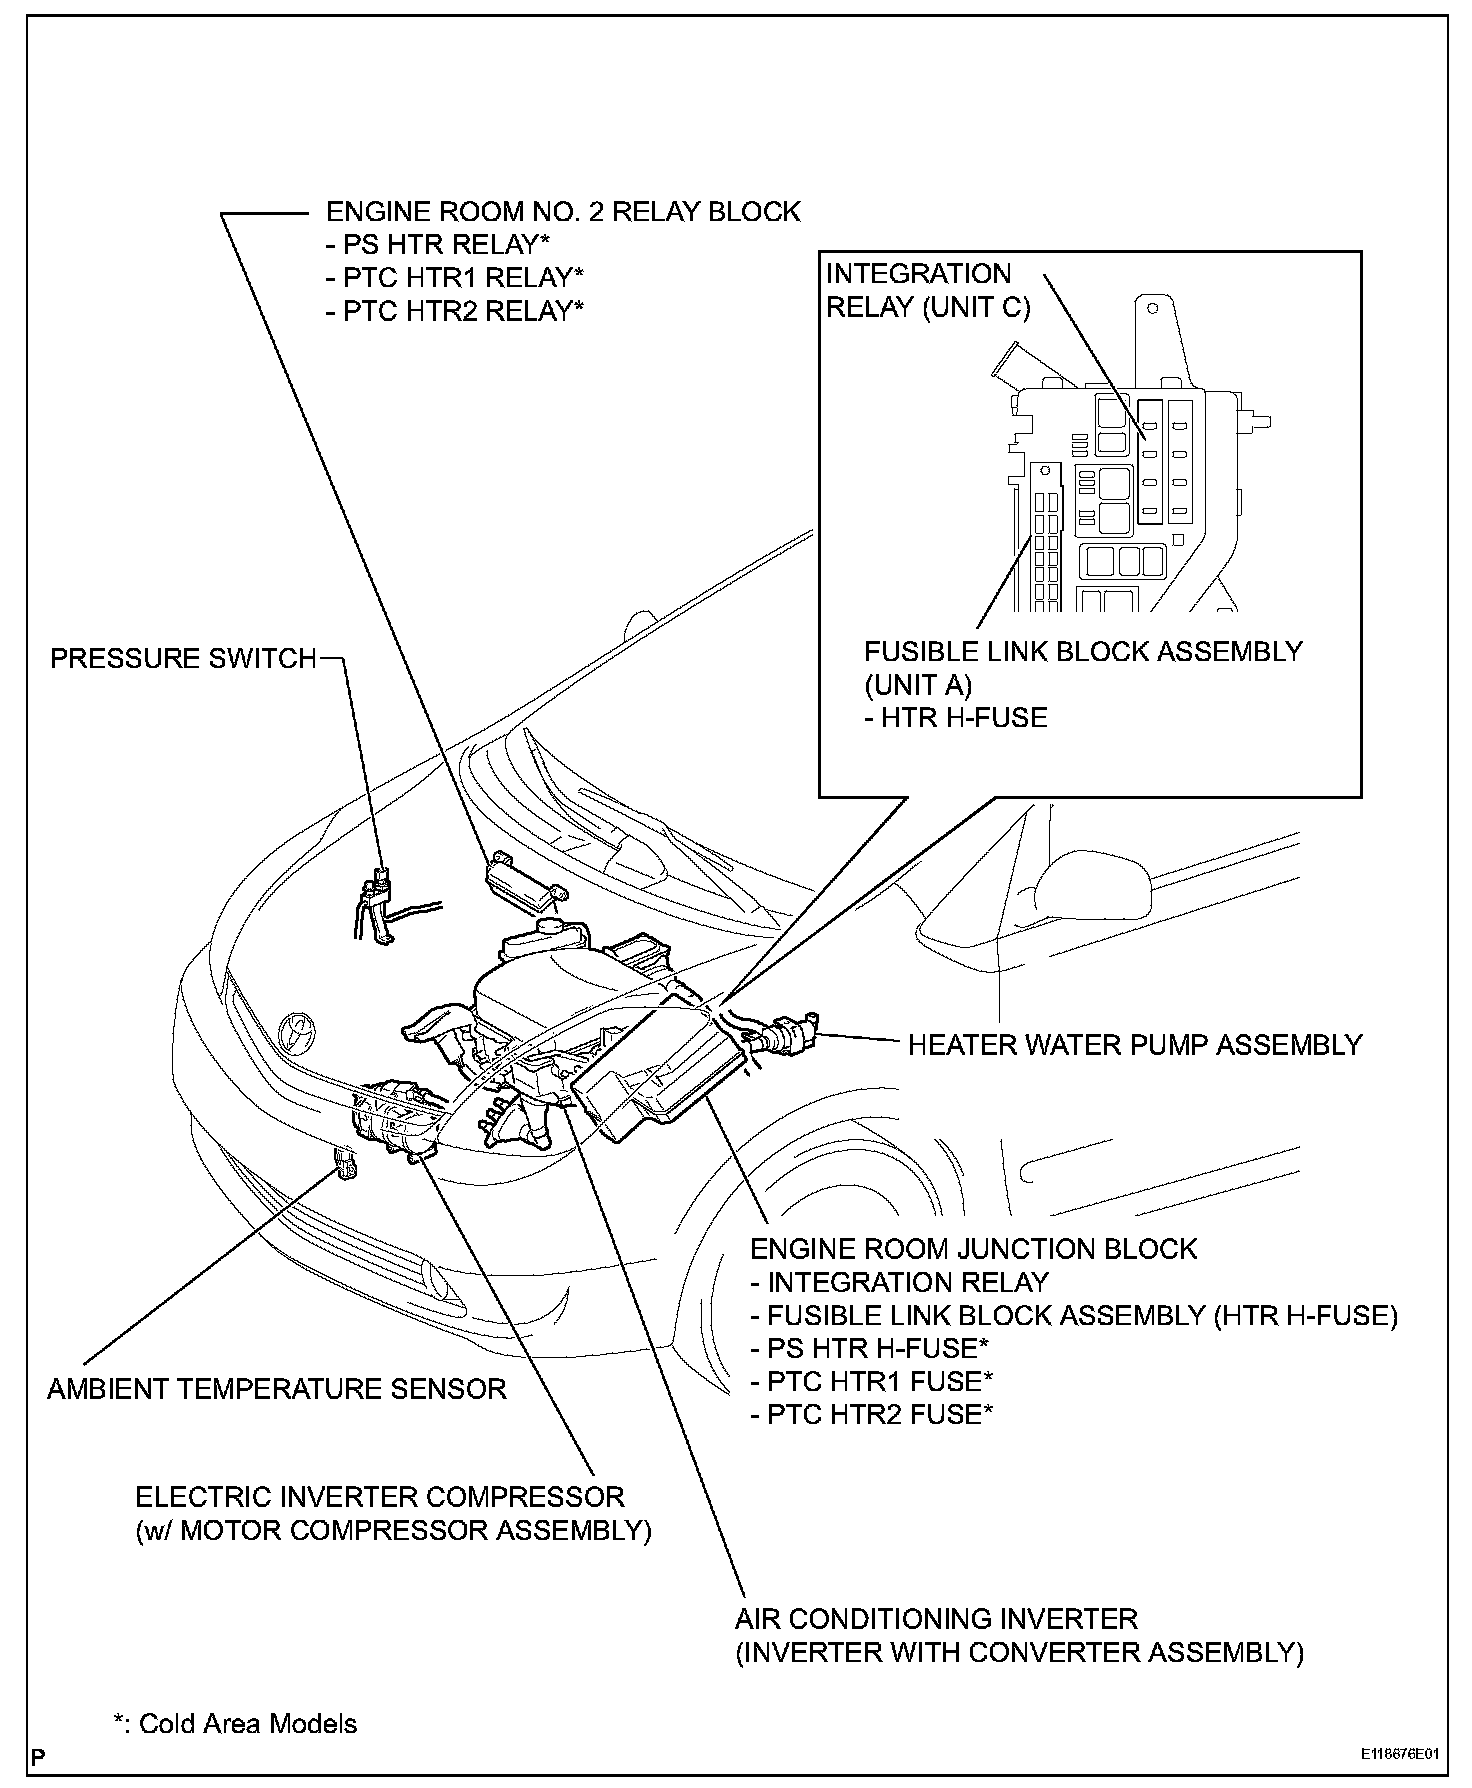 ENGINE ROOM NO. 2 RELAY BLOCK
- PS HTR RELAY*
- PTC HTR1 RELAY*
- PTC HTR2 RELAY*
INTEGRATION
RELAY (UNIT C)
FUSIBLE LINK BLOCK ASSEMBLY
(UNIT A)
- HTR H-FUSE
PRESSURE SWITCH
HEATER WATER PUMP ASSEMBLY
ENGINE ROOM JUNCTION BLOCK
- INTEGRATION RELAY
- FUSIBLE LINK BLOCK ASSEMBLY (HTR H-FUSE)
- PS HTR H-FUSE*
- PTC HTR1 FUSE*
- PTC HTR2 FUSE*
AMBIENT TEMPERATURE SENSOR
ELECTRIC INVERTER COMPRESSOR
(w/ MOTOR COMPRESSOR ASSEMBLY)
AIR CONDITIONING INVERTER
(INVERTER WITH CONVERTER ASSEMBLY)
*: Cold Area Models
P
E118676E01